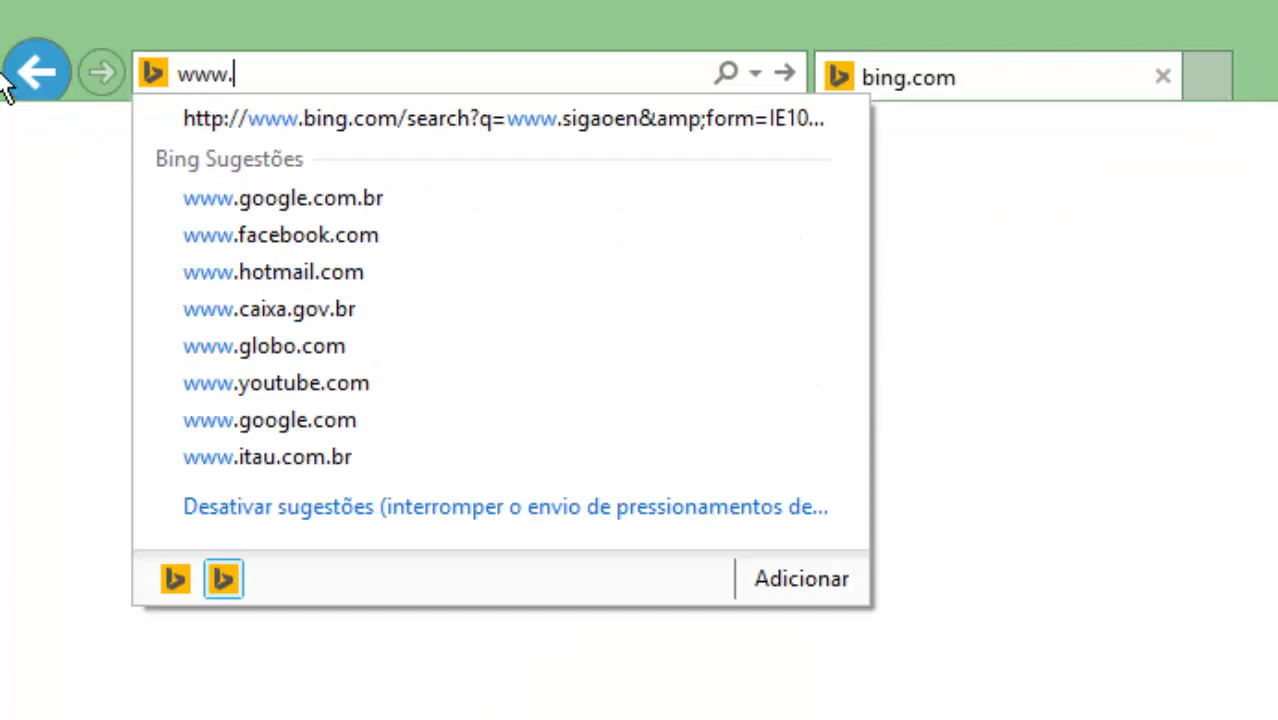 www.
bing.com
http://www.bing.com/search?q=www.sigaoen&amp;form=IE10...
Bing Sugestões
www.google.com.br
www.facebook.com
www.hotmail.com
www.caixa.gov.br
www.globo.com
www.youtube.com
www.google.com
www.itau.com.br
Desativar sugestões (interromper o envio de pressionamentos de...
Adicionar